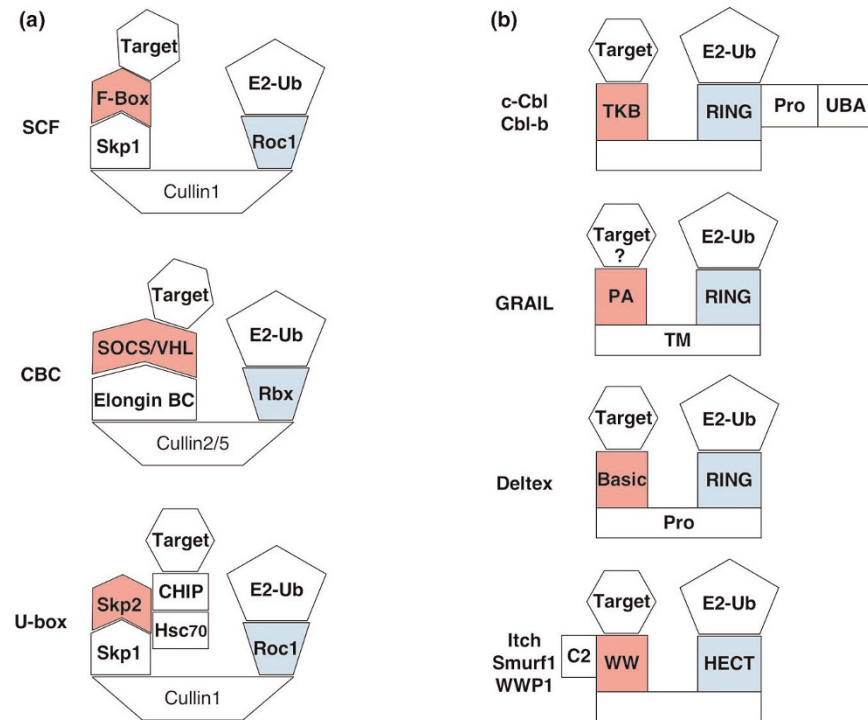 (a)
SCF
Target
F-Box
Skp1
E2-Ub
Roc1
Cullin1
CBC
Target
SOCS/VHL
Elongin BC
E2-Ub
Rbx
Cullin2/5
U-box
Target
Skp2
CHIP
Hsc70
Skp1
E2-Ub
Roc1
Cullin1
(b)
c-Cbl
Cbl-b
Target
TKB
E2-Ub
RING
Pro
UBA
GRAIL
Target
?
PA
E2-Ub
RING
TM
Deltex
Target
Basic
E2-Ub
RING
Pro
Itch
Smurf1
WWP1
Target
C2
WW
E2-Ub
HECT